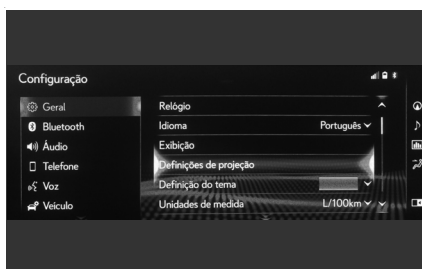 Configuração
Geral
Bluetooth
Áudio
Telefone
Voz
Veículo
Relógio
Idioma Português
Exibição
Definições de projeção
Definição do tema
Unidades de medida L/100km